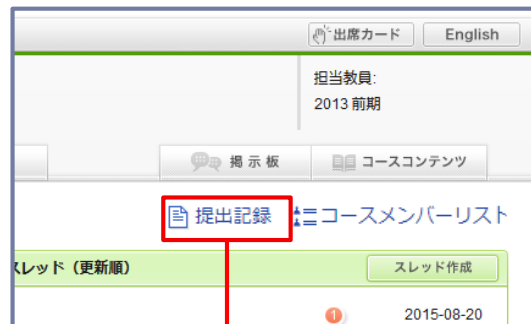 出席カード English
担当教員:
2013 前期
掲示板 コースコンテンツ
提出記録 コースメンバーリスト
スレッド（更新順） スレッド作成
1 2015-08-20